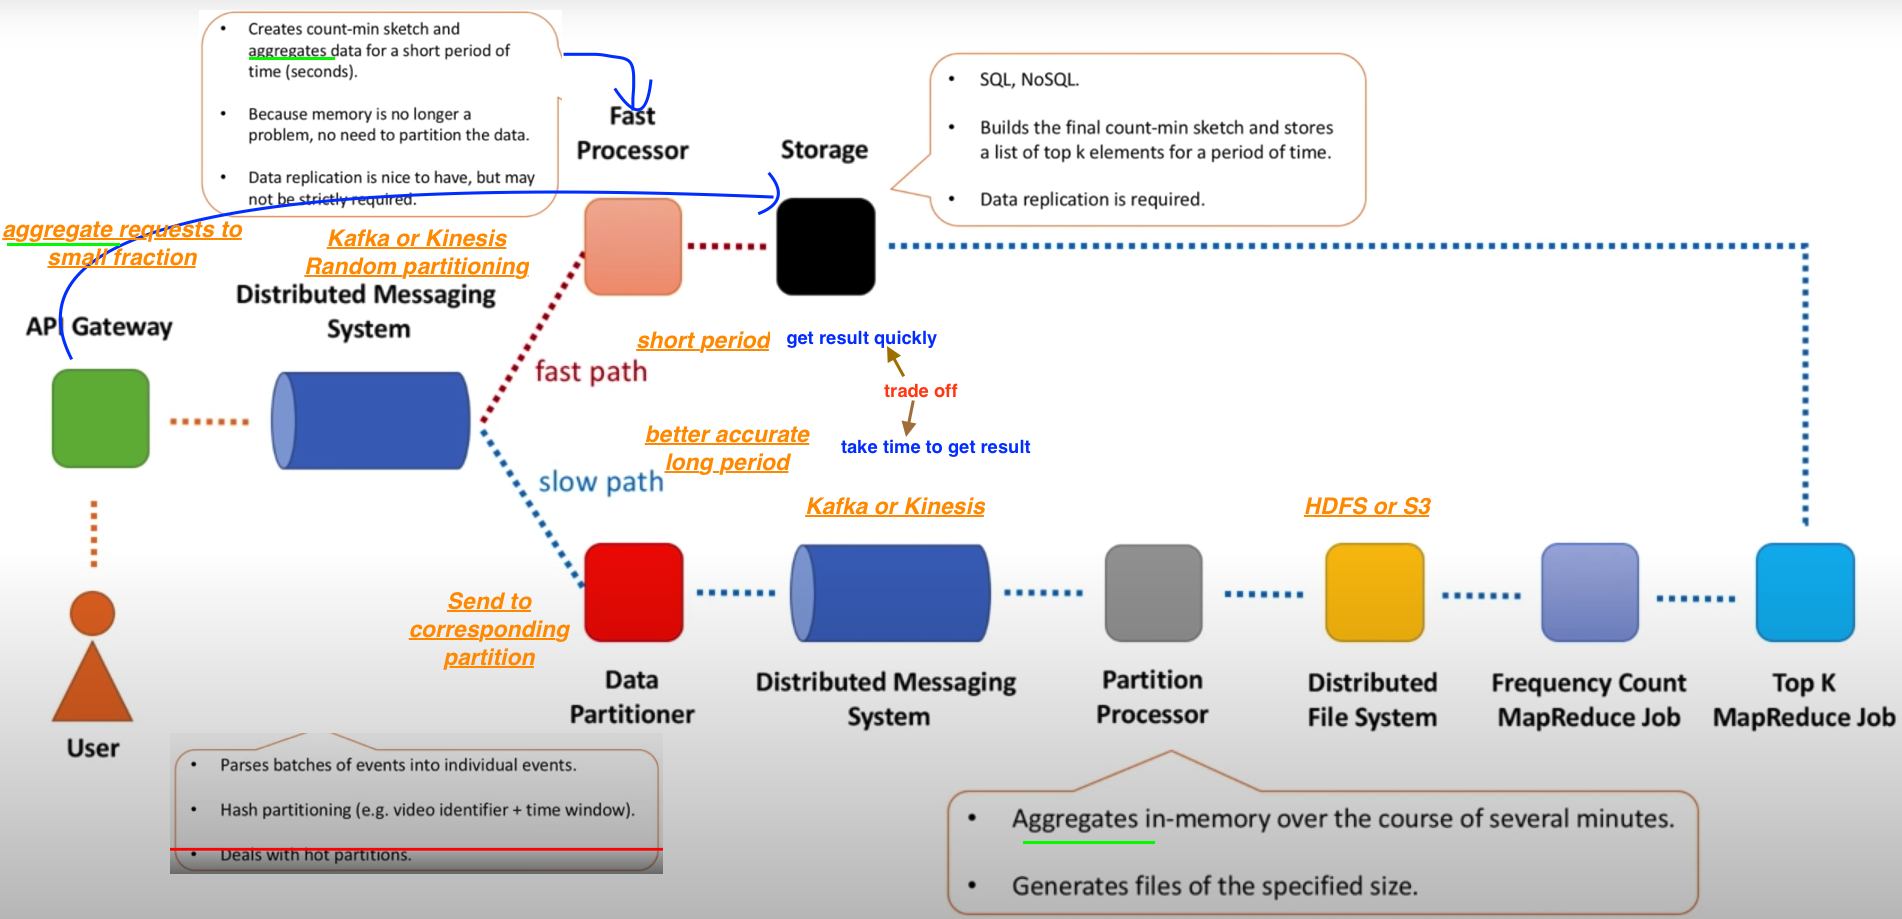 • Creates count-min sketch and
aggregates data for a short period of
time (seconds).
• Because memory is no longer a
problem, no need to partition the data.
• Data replication is nice to have, but may
not be strictly required.
Fast
Processor
Storage
• SQL, NoSQL.
• Builds the final count-min sketch and stores
a list of top k elements for a period of time.
• Data replication is required.
aggregate requests to
small fraction
Kafka or Kinesis
Random partitioning
Distributed Messaging
System
API Gateway
short period
get result quickly
fast path
trade off
better accurate
long period
take time to get result
slow path
Kafka or Kinesis
HDFS or S3
Send to
corresponding
partition
Data
Partitioner
Distributed Messaging
System
Partition
Processor
Distributed
File System
Frequency Count
MapReduce Job
Top K
MapReduce Job
User
• Parses batches of events into individual events.
• Hash partitioning (e.g. video identifier + time window).
• Deals with hot partitions.
• Aggregates in-memory over the course of several minutes.
• Generates files of the specified size.